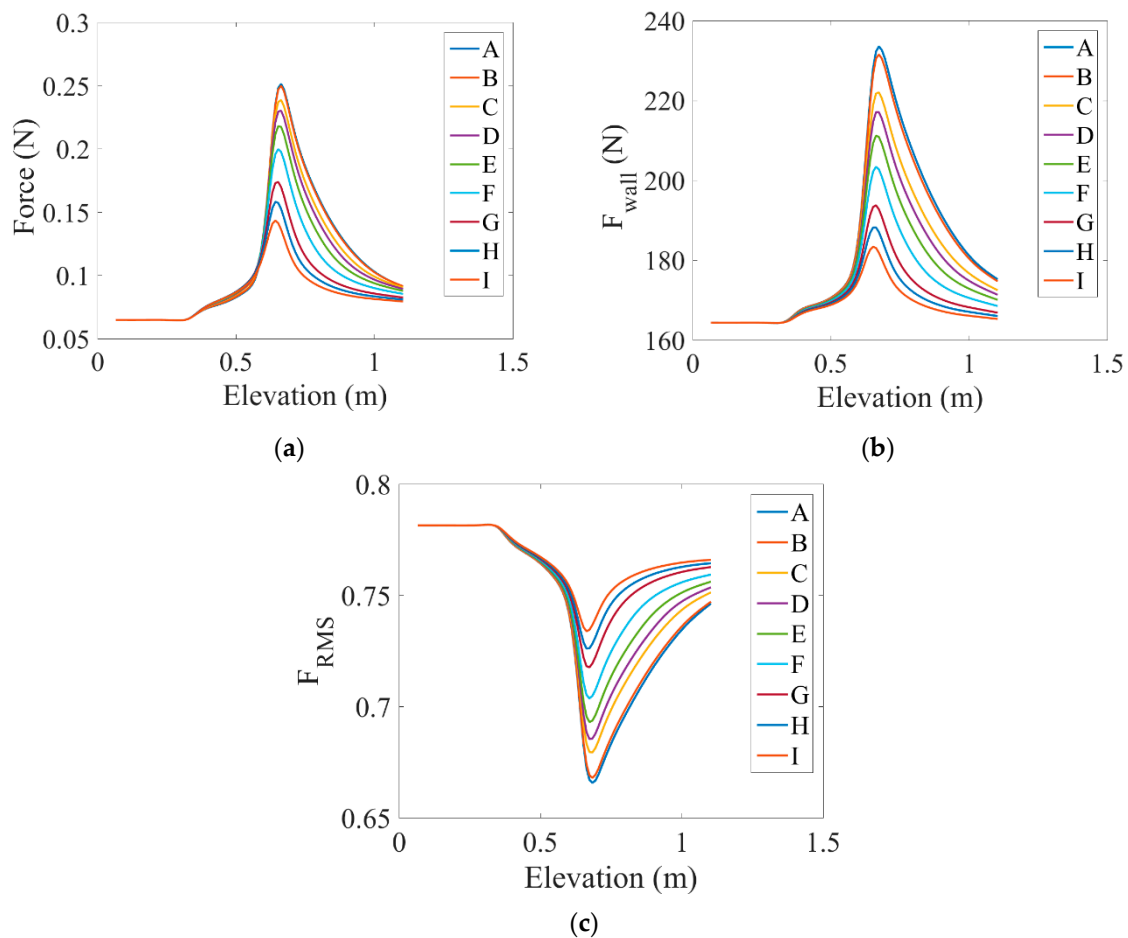 0.3
0.25
0.2
0.15
0.1
0.05
Force (N)
0
0.5
1
1.5
Elevation (m)
A
B
C
D
E
F
G
H
I
(a)
240
220
200
180
160
F_wall (N)
0
0.5
1
1.5
Elevation (m)
A
B
C
D
E
F
G
H
I
(b)
0.8
0.75
0.7
0.65
F_RMS
0
0.5
1
1.5
Elevation (m)
A
B
C
D
E
F
G
H
I
(c)